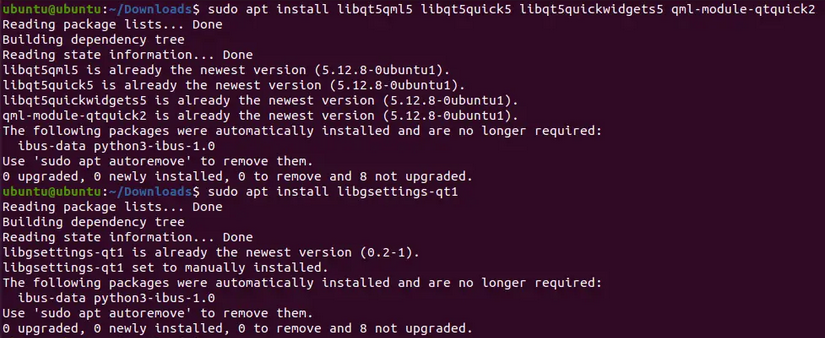 ubuntu@ubuntu:~/Downloads$ sudo apt install libqt5qml5 libqt5quick5 libqt5quickwidgets5 qml-module-qtquick2
Reading package lists... Done
Building dependency tree
Reading state information... Done
libqt5qml5 is already the newest version (5.12.8-0ubuntu1).
libqt5quick5 is already the newest version (5.12.8-0ubuntu1).
libqt5quickwidgets5 is already the newest version (5.12.8-0ubuntu1).
qml-module-qtquick2 is already the newest version (5.12.8-0ubuntu1).
The following packages were automatically installed and are no longer required:
  ibus-data python3-ibus-1.0
Use 'sudo apt autoremove' to remove them.
0 upgraded, 0 newly installed, 0 to remove and 8 not upgraded.
ubuntu@ubuntu:~/Downloads$ sudo apt install libgsettings-qt1
Reading package lists... Done
Building dependency tree
Reading state information... Done
libgsettings-qt1 is already the newest version (0.2-1).
libgsettings-qt1 set to manually installed.
The following packages were automatically installed and are no longer required:
  ibus-data python3-ibus-1.0
Use 'sudo apt autoremove' to remove them.
0 upgraded, 0 newly installed, 0 to remove and 8 not upgraded.